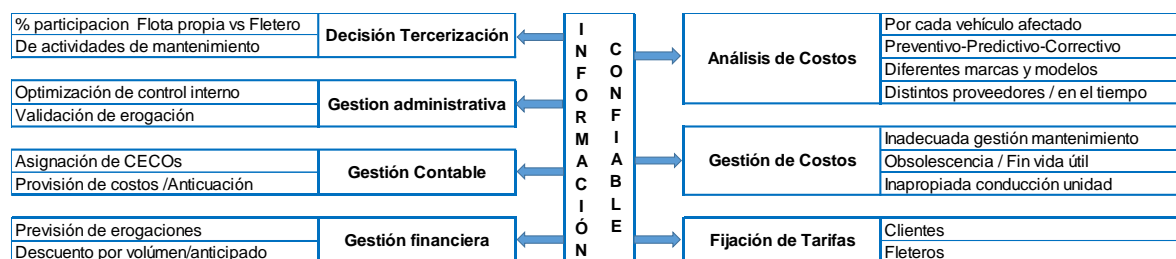 % participacion Flota propia vs Fletero
De actividades de mantenimiento
Decisión Tercerización
Optimización de control interno
Validación de erogación
Gestion administrativa
Asignación de CECOs
Provisión de costos /Anticuación
Gestión Contable
Previsión de erogaciones
Descuento por volúmen/anticipado
Gestión financiera
INFORMACIÓN
CONFIABLE
Análisis de Costos
Por cada vehículo afectado
Preventivo-Predictivo-Correctivo
Diferentes marcas y modelos
Distintos proveedores / en el tiempo
Gestión de Costos
Inadecuada gestión mantenimiento
Obsolescencia / Fin vida útil
Inapropiada conducción unidad
Fijación de Tarifas
Clientes
Fleteros